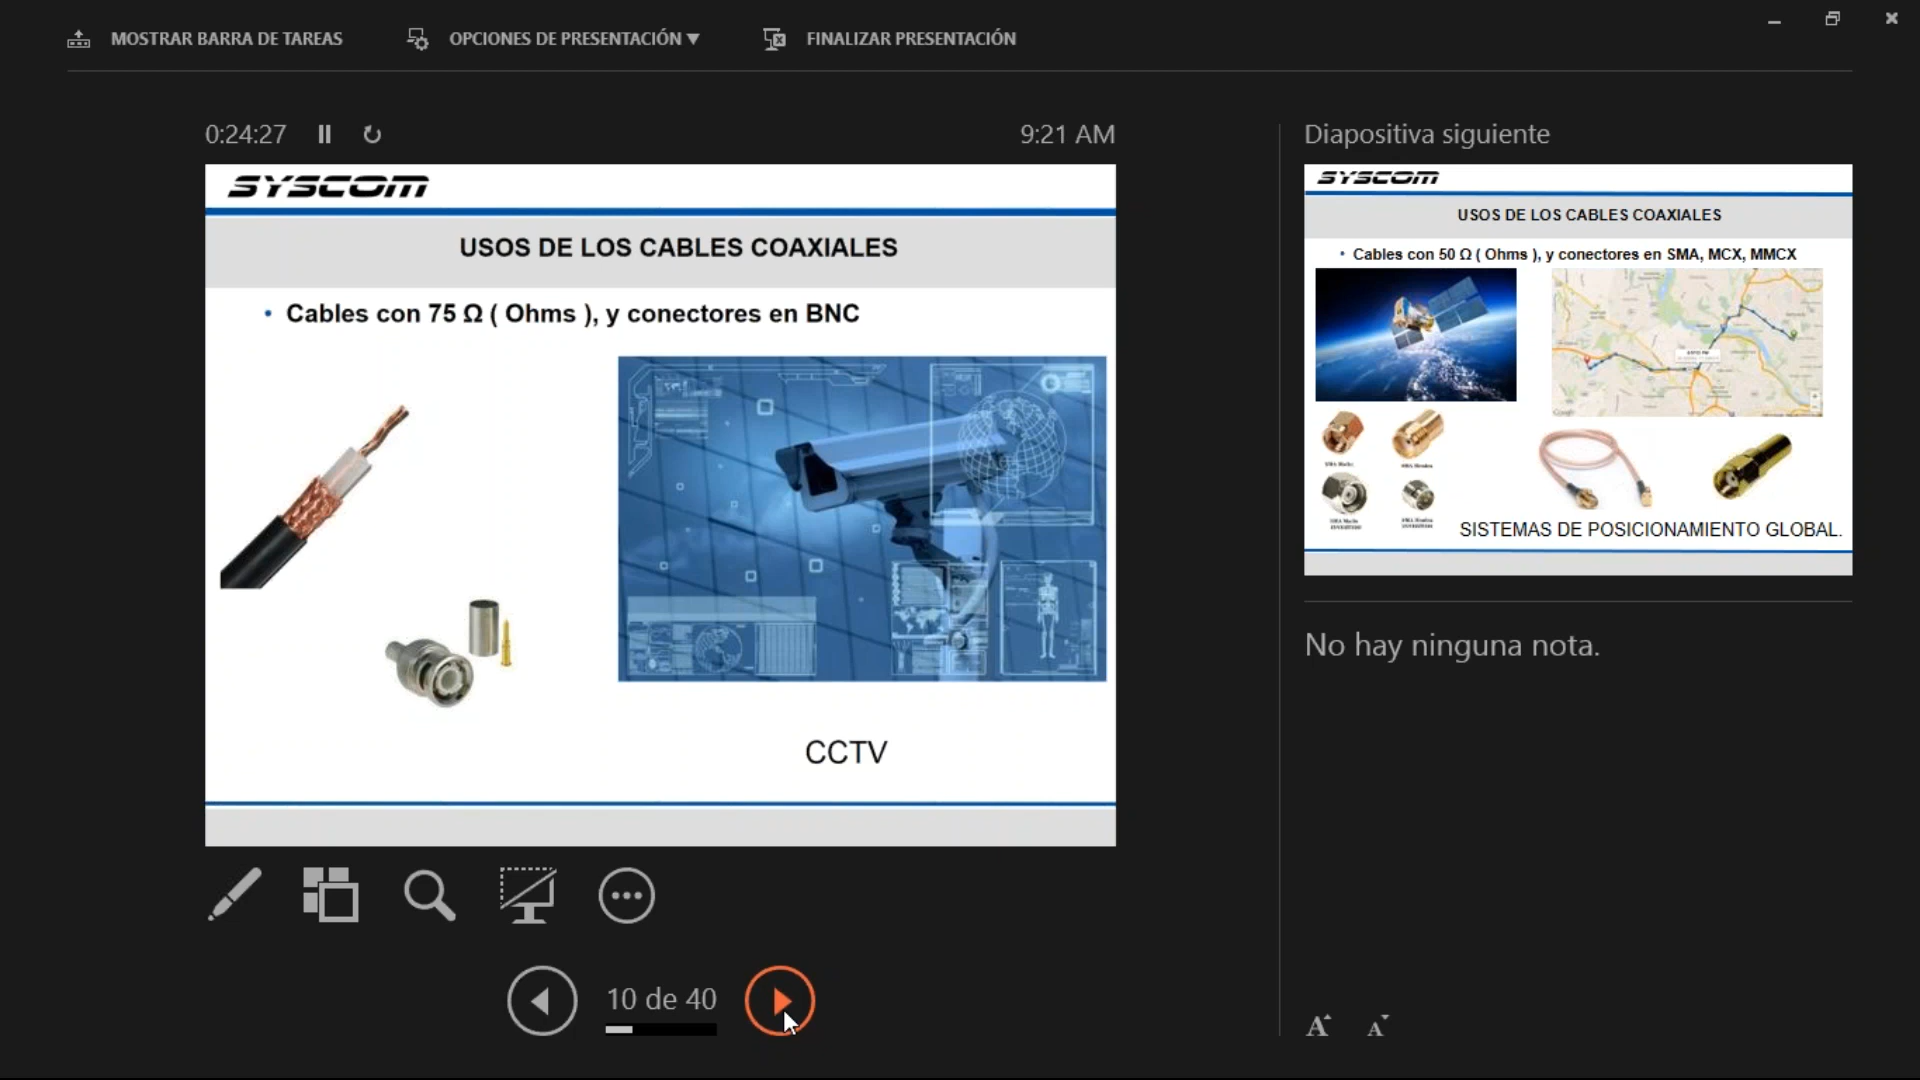 MOSTRAR BARRA DE TAREAS
OPCIONES DE PRESENTACIÓN ▼
FINALIZAR PRESENTACIÓN
0:24:27
9:21 AM
SYSCOM
USOS DE LOS CABLES COAXIALES
• Cables con 75 Ω ( Ohms ), y conectores en BNC
CCTV
10 de 40
Diapositiva siguiente
SYSCOM
USOS DE LOS CABLES COAXIALES
• Cables con 50 Ω ( Ohms ), y conectores en SMA, MCX, MMCX
SISTEMAS DE POSICIONAMIENTO GLOBAL.
No hay ninguna nota.
A
A